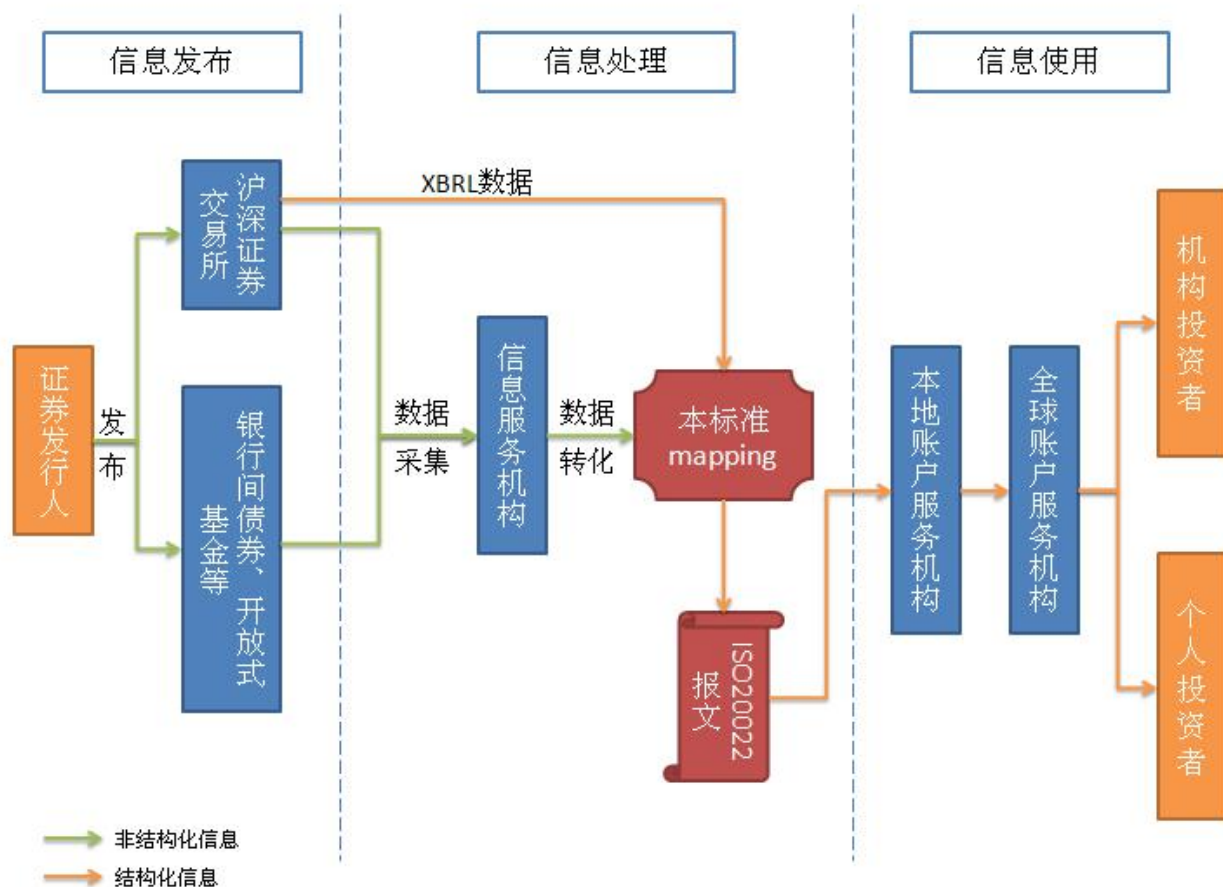 信息发布
信息处理
信息使用
沪深证券
交易所
XBRL数据
证券发行人
发
布
银行间债券、开放式
基金等
数据
采集
信息服务机构
数据
转化
本标准
mapping
ISO20022
报文
本地账户服务机构
全球账户服务机构
机构投资者
个人投资者
非结构化信息
结构化信息